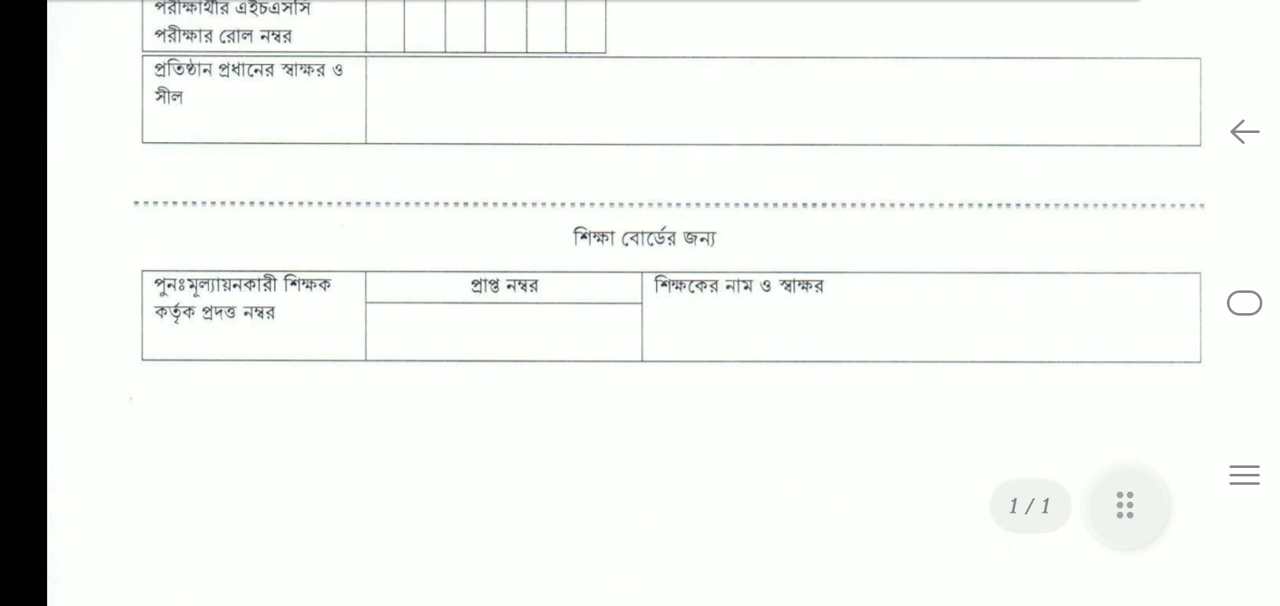 পরীক্ষার্থীর এইচএসসি
পরীক্ষার রোল নম্বর
প্রতিষ্ঠান প্রধানের স্বাক্ষর ও
সীল
শিক্ষা বোর্ডের জন্য
পুনঃমূল্যায়নকারী শিক্ষক
কর্তৃক প্রদত্ত নম্বর
প্রাপ্ত নম্বর
শিক্ষকের নাম ও স্বাক্ষর
1 / 1